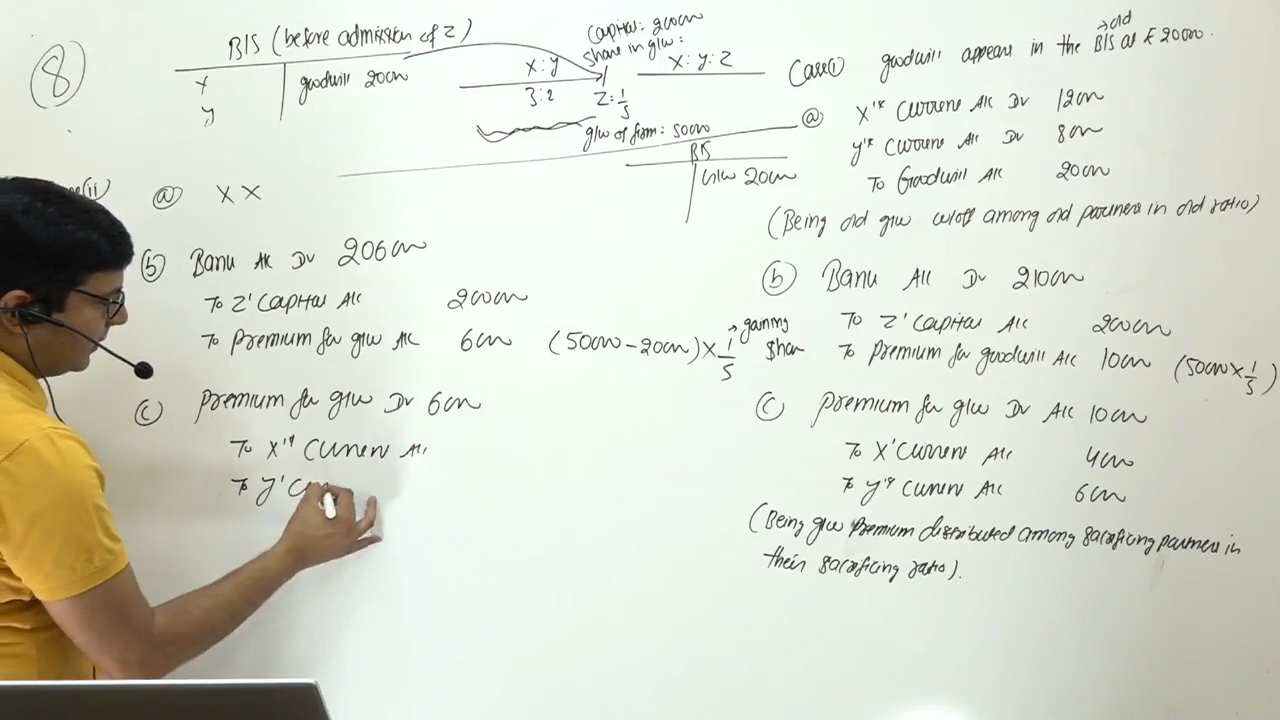 8
B/S (before admission of Z)
X
Y
goodwill 20000
X : Y
3 : 2
Capital: 20000
Share in g/w :
Z = 1/5
g/w of firm: 50000
X : Y : Z
B/S
G/w 20000
(ii)
(a) X X
(b) Bank A/c Dr 206000
To Z' Capital A/c 200000
To Premium for g/w A/c 6000 (50000 - 20000) × 1/5 → gaining Share
(c) Premium for g/w Dr 6000
To X's Current A/c
To Y' Cu
Case(i) goodwill appears in the B/S at ₹ 20000.
→ old
(a) X's Current A/c Dr 12000
Y's Current A/c Dr 8000
To Goodwill A/c 20000
(Being old g/w w/off among old partners in old ratio)
(b) Bank A/c Dr 210000
To Z' Capital A/c 200000
To Premium for goodwill A/c 10000 (50000 × 1/5)
(c) Premium for g/w Dr A/c 10000
To X' Current A/c 4000
To Y's Current A/c 6000
(Being g/w Premium distributed among sacrificing partners in
their sacrificing ratio).